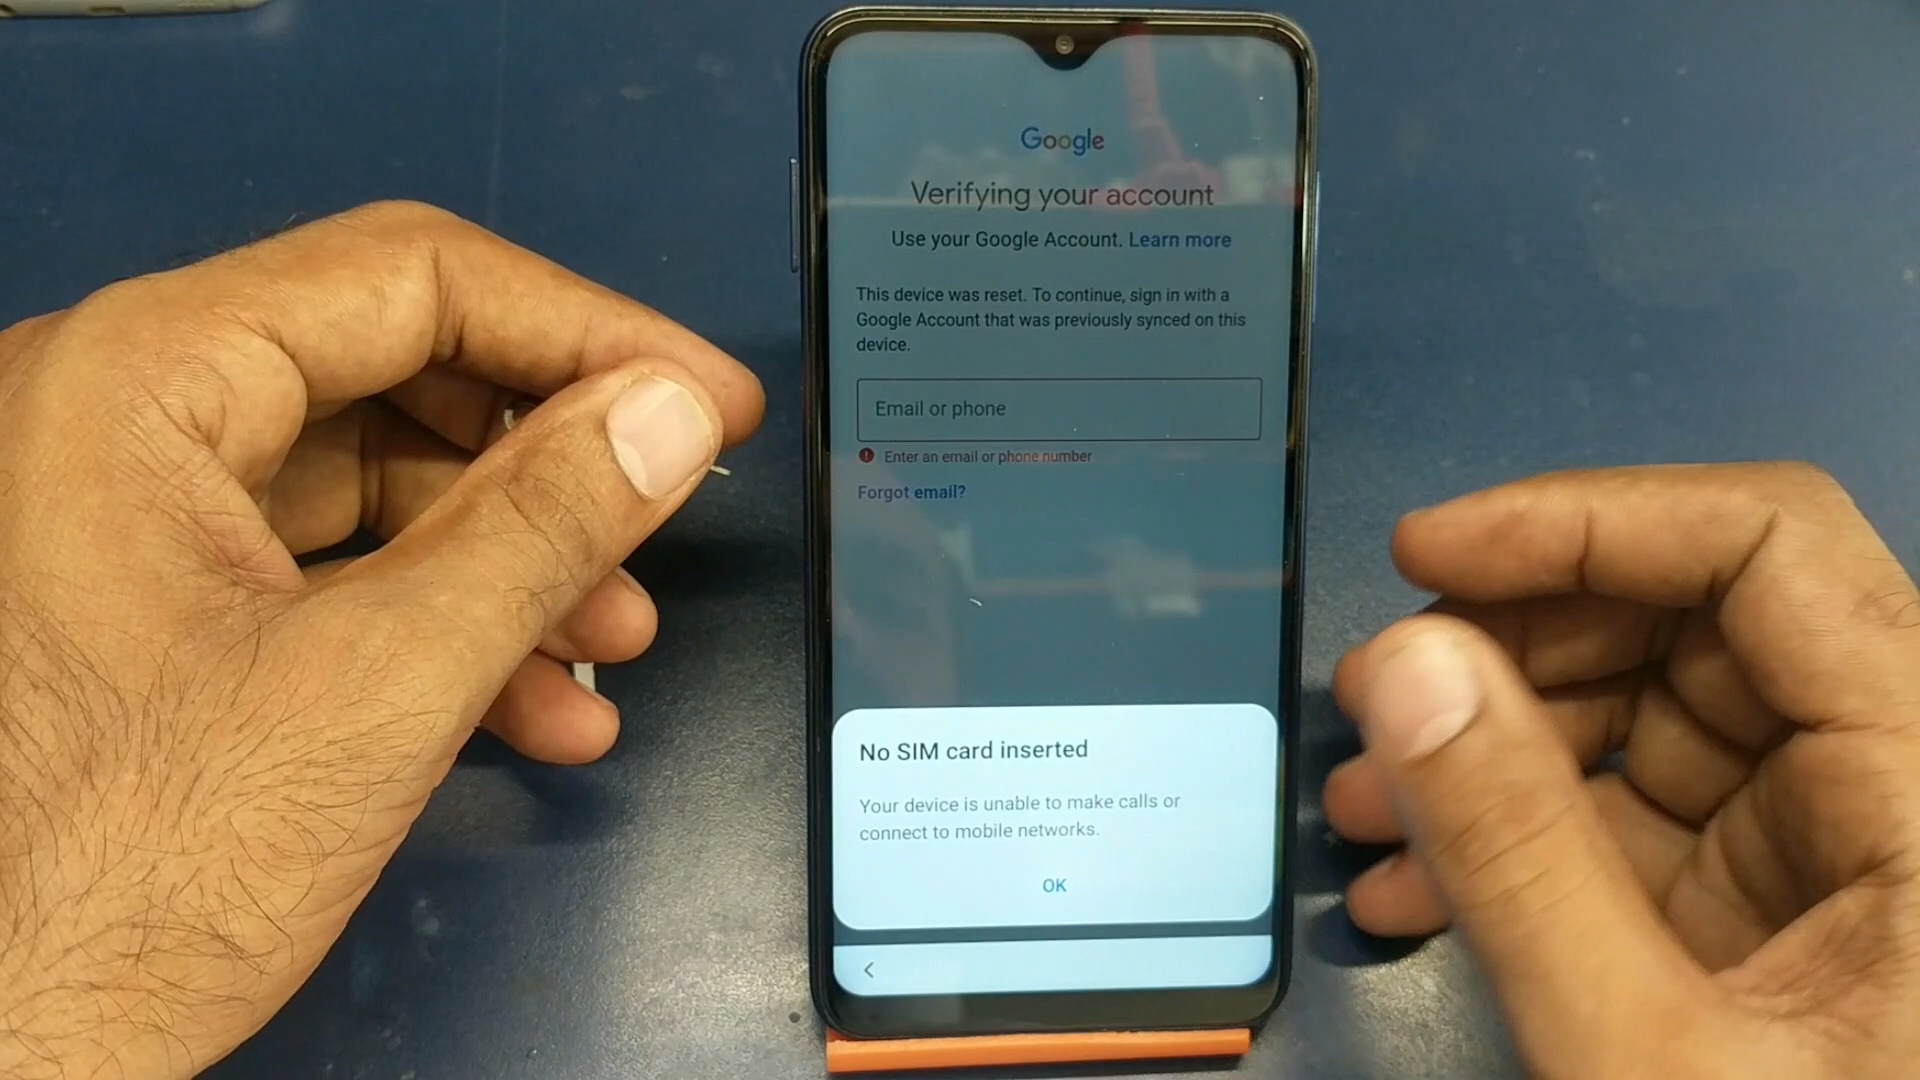 Google
Verifying your account
Use your Google Account. Learn more
This device was reset. To continue, sign in with a
Google Account that was previously synced on this
device.
Email or phone
Enter an email or phone number
Forgot email?
No SIM card inserted
Your device is unable to make calls or
connect to mobile networks.
OK